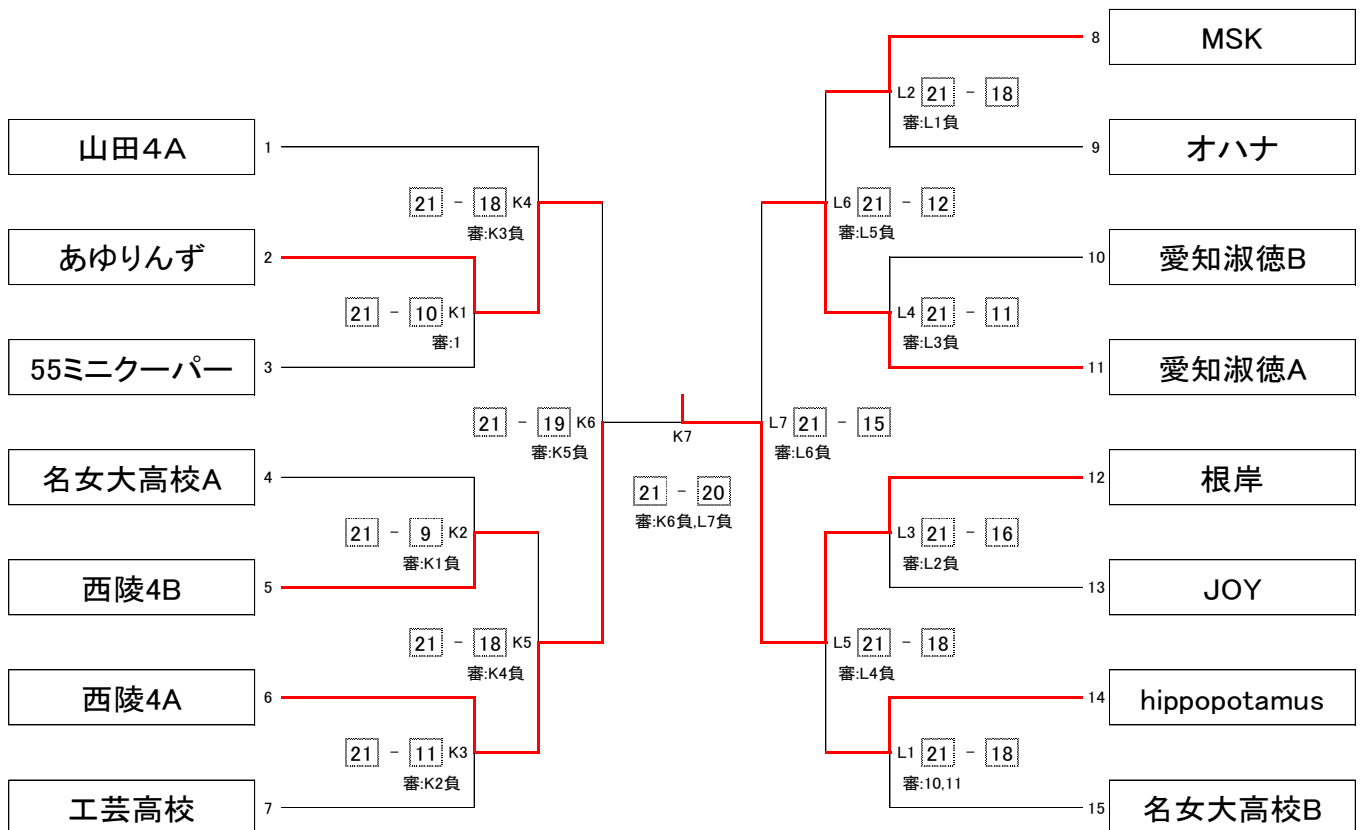 8 MSK
L2 21 - 18
審:L1負
山田4A 1
9 オハナ
21 - 18 K4
審:K3負
L6 21 - 12
審:L5負
あゆりんず 2
10 愛知淑徳B
21 - 10 K1
審:1
L4 21 - 11
審:L3負
55ミニクーパー 3
11 愛知淑徳A
21 - 19 K6
審:K5負
K7
L7 21 - 15
審:L6負
名女大高校A 4
12 根岸
21 - 20
審:K6負,L7負
21 - 9 K2
審:K1負
L3 21 - 16
審:L2負
西陵4B 5
13 JOY
21 - 18 K5
審:K4負
L5 21 - 18
審:L4負
西陵4A 6
14 hippopotamus
21 - 11 K3
審:K2負
L1 21 - 18
審:10,11
工芸高校 7
15 名女大高校B